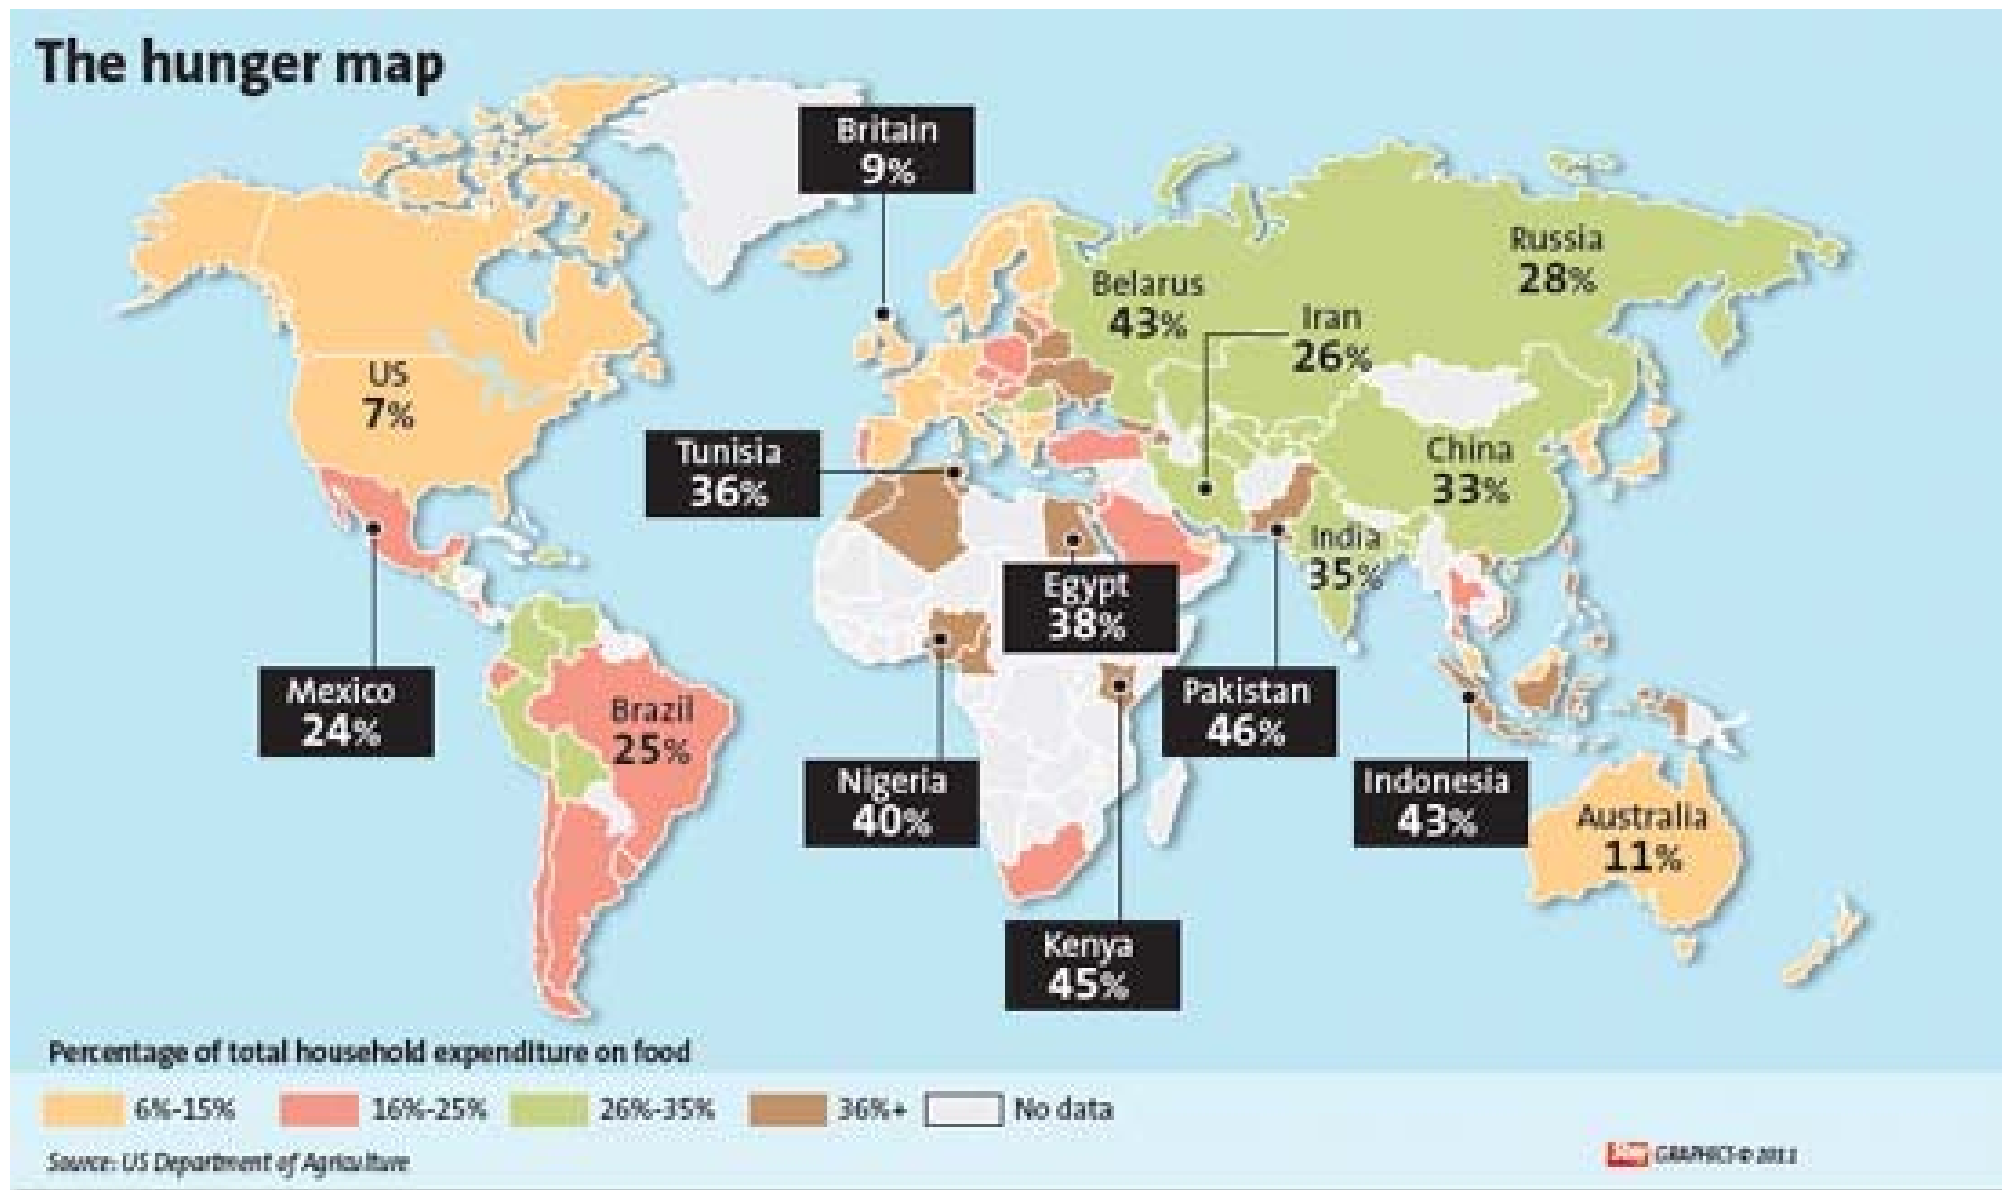 The hunger map
Britain
9%
Russia
28%
Belarus
43%
Iran
26%
US
7%
Tunisia
36%
China
33%
India
35%
Egypt
38%
Mexico
24%
Brazil
25%
Pakistan
46%
Nigeria
40%
Indonesia
43%
Australia
11%
Kenya
45%
Percentage of total household expenditure on food
6%-15%
16%-25%
26%-35%
36%+
No data
Source: US Department of Agriculture
GRAPHICS © 2011